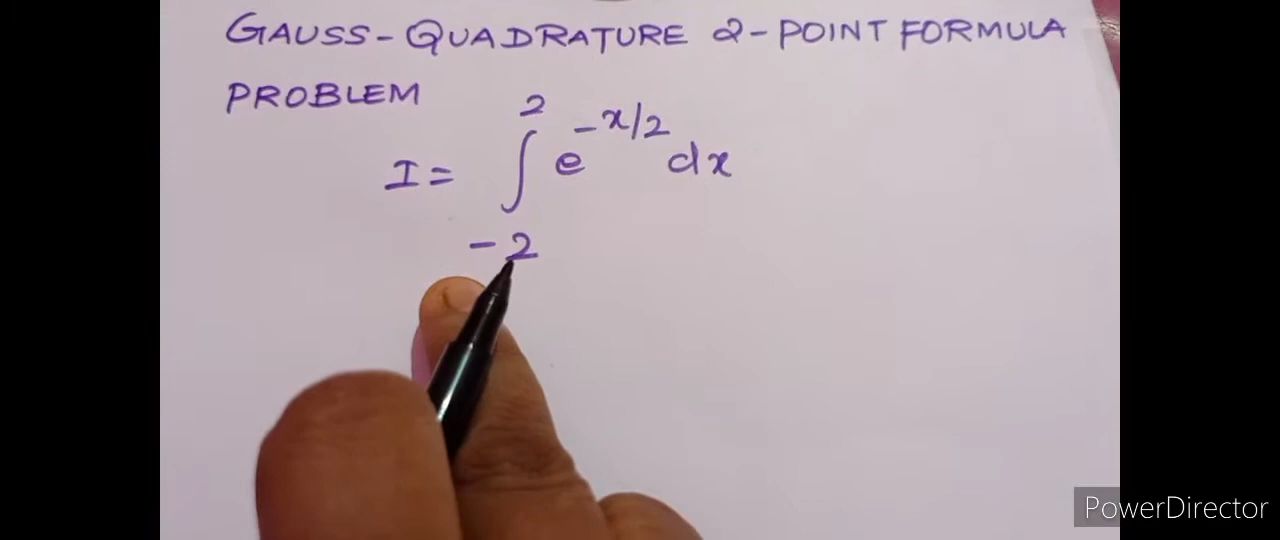 GAUSS-QUADRATURE 2-POINT FORMULA
PROBLEM
I = ∫_{-2}^{2} e^{-x/2} dx
PowerDirector